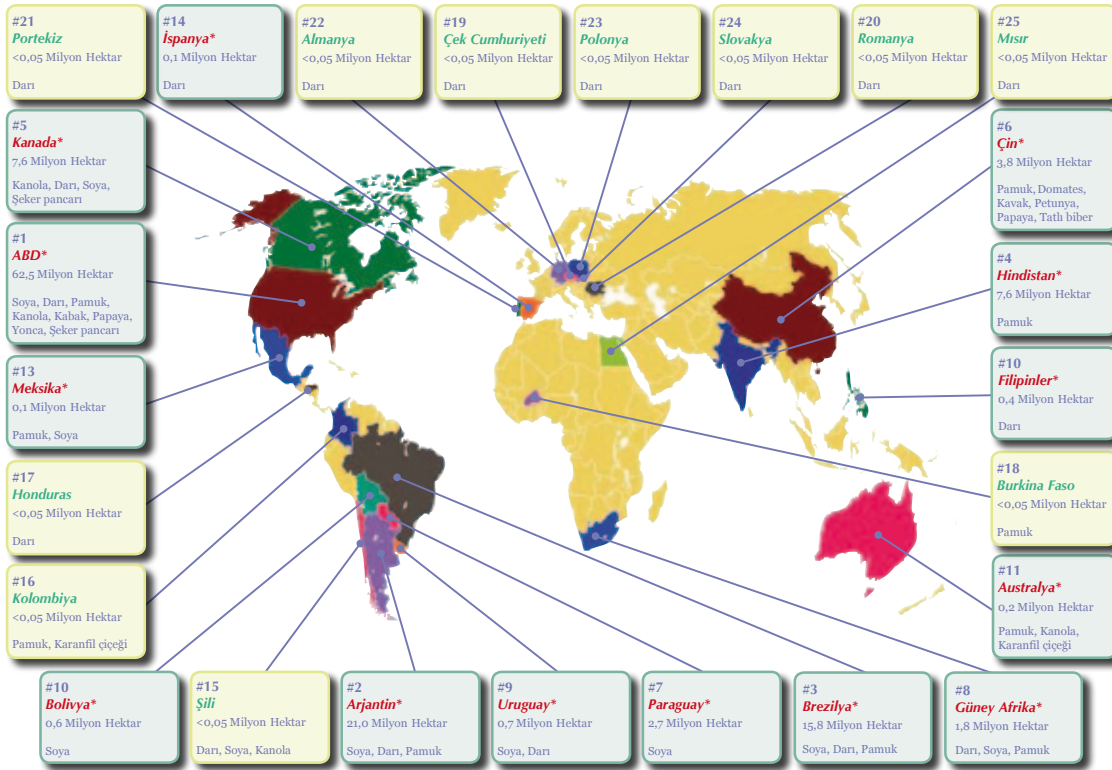 #21
Portekiz
<0,05 Milyon Hektar
Darı
#14
İspanya*
0,1 Milyon Hektar
Darı
#22
Almanya
<0,05 Milyon Hektar
Darı
#19
Çek Cumhuriyeti
<0,05 Milyon Hektar
Darı
#23
Polonya
<0,05 Milyon Hektar
Darı
#24
Slovakya
<0,05 Milyon Hektar
Darı
#20
Romanya
<0,05 Milyon Hektar
Darı
#25
Mısır
<0,05 Milyon Hektar
Darı
#5
Kanada*
7,6 Milyon Hektar
Kanola, Darı, Soya,
Şeker pancarı
#6
Çin*
3,8 Milyon Hektar
Pamuk, Domates,
Kavak, Petunya,
Papaya, Tatlı biber
#1
ABD*
62,5 Milyon Hektar
Soya, Darı, Pamuk,
Kanola, Kabak, Papaya,
Yonca, Şeker pancarı
#4
Hindistan*
7,6 Milyon Hektar
Pamuk
#13
Meksika*
0,1 Milyon Hektar
Pamuk, Soya
#10
Filipinler*
0,4 Milyon Hektar
Darı
#17
Honduras
<0,05 Milyon Hektar
Darı
#18
Burkina Faso
<0,05 Milyon Hektar
Pamuk
#16
Kolombiya
<0,05 Milyon Hektar
Pamuk, Karanfil çiçeği
#11
Australya*
0,2 Milyon Hektar
Pamuk, Kanola,
Karanfil çiçeği
#10
Bolivya*
0,6 Milyon Hektar
Soya
#15
Şili
<0,05 Milyon Hektar
Darı, Soya, Kanola
#2
Arjantin*
21,0 Milyon Hektar
Soya, Darı, Pamuk
#9
Uruguay*
0,7 Milyon Hektar
Soya, Darı
#7
Paraguay*
2,7 Milyon Hektar
Soya
#3
Brezilya*
15,8 Milyon Hektar
Soya, Darı, Pamuk
#8
Güney Afrika*
1,8 Milyon Hektar
Darı, Soya, Pamuk